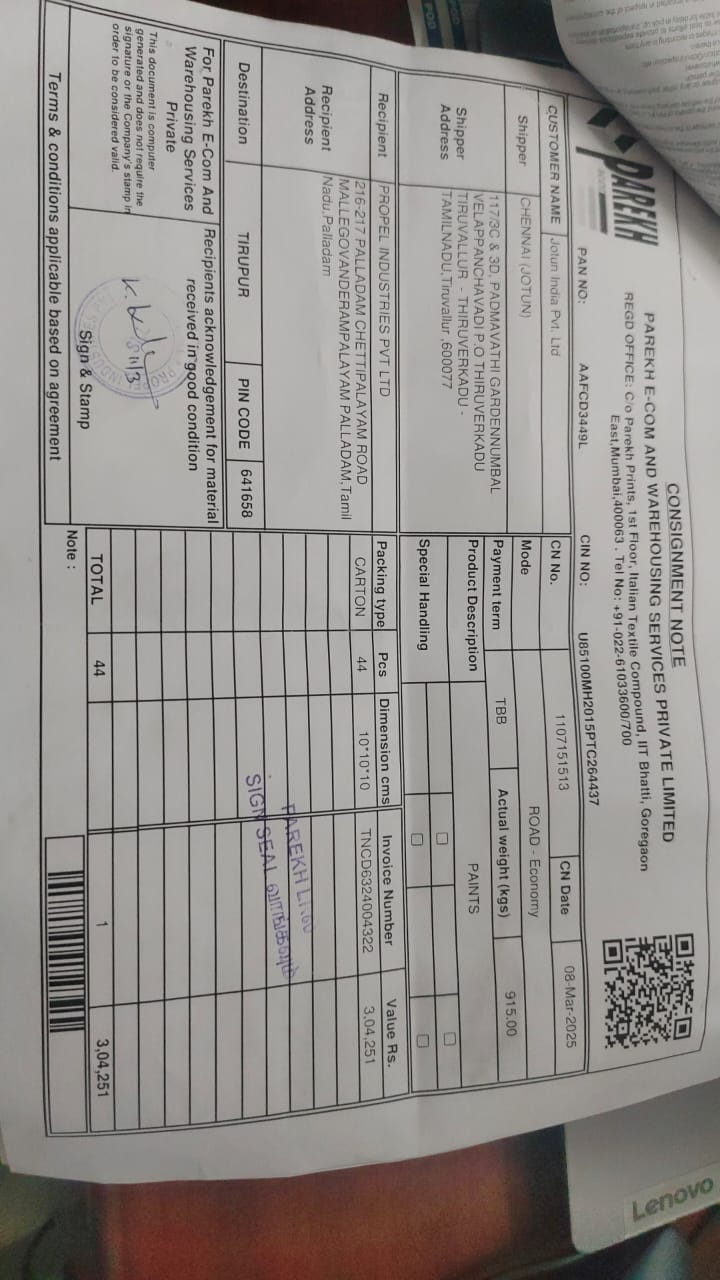 PAREKH
CONSIGNMENT NOTE
PAREKH E-COM AND WAREHOUSING SERVICES PRIVATE LIMITED
REGD OFFICE: C/o Parekh Prints, 1st Floor, Italian Textile Compound, IIT Bhatti, Goregaon
East,Mumbai,400063 . Tel No: +91-022-61033600/700
PAN NO: AAFCD3449L CIN NO: U85100MH2015PTC264437
CUSTOMER NAME Jotun India Pvt. Ltd CN No. 1107151513 CN Date 08-Mar-2025
Shipper CHENNAI (JOTUN) Mode ROAD - Economy
Shipper Address
117/3C & 3D, PADMAVATHI GARDENNUMBAL
VELAPPANCHAVADI P.O THIRUVERKADU
TIRUVALLUR - THIRUVERKADU -
TAMILNADU,Tiruvallur ,600077
Payment term TBB Actual weight (kgs) 915.00
Product Description PAINTS
Special Handling
Recipient PROPEL INDUSTRIES PVT LTD
Recipient Address
216-217 PALLADAM CHETTIPALAYAM ROAD
MALLEGOVANDERAMPALAYAM PALLADAM,Tamil
Nadu,Palladam
Packing type Pcs Dimension cms Invoice Number Value Rs.
CARTON 44 10*10*10 TNCD6324004322 3,04,251
PAREKH
SIGN SEAL
Destination TIRUPUR PIN CODE 641658
For Parekh E-Com And
Warehousing Services
Private
This document is computer
generated and does not require the
signature or the Company's stamp in
order to be considered valid.
Recipients acknowledgement for material
received in good condition
Sign & Stamp
TOTAL 44 1 3,04,251
Terms & conditions applicable based on agreement
Note :
Lenovo